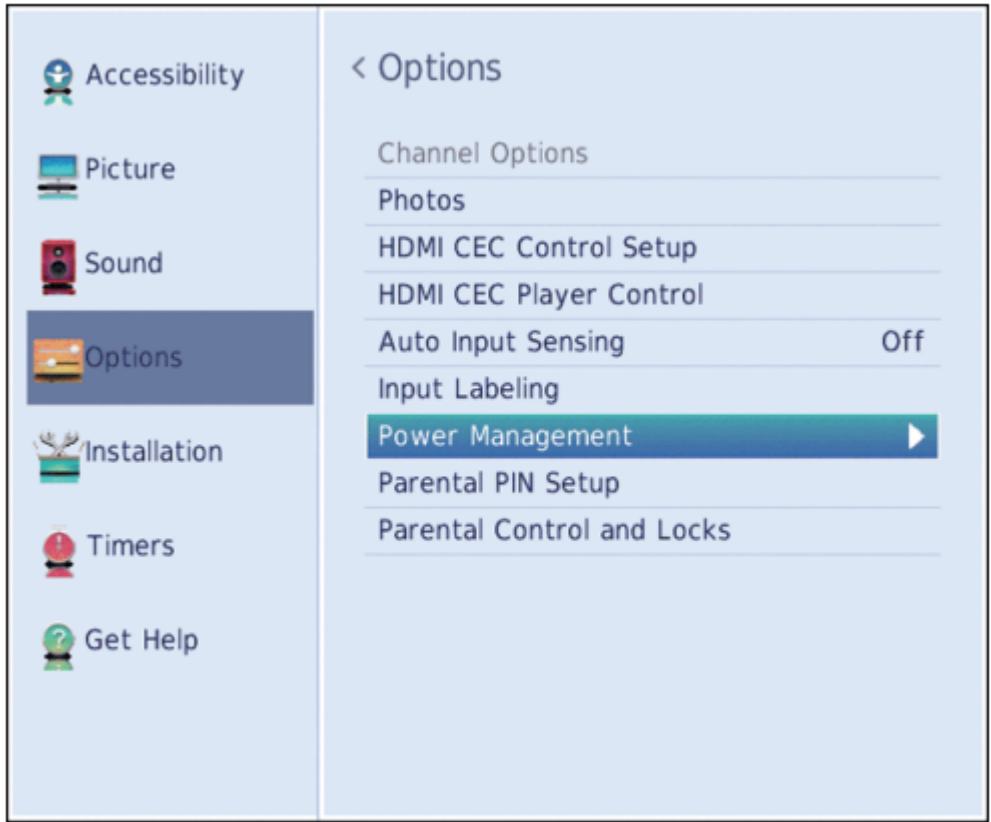 Accessibility
Picture
Sound
Options
Installation
Timers
Get Help
< Options
Channel Options
Photos
HDMI CEC Control Setup
HDMI CEC Player Control
Auto Input Sensing Off
Input Labeling
Power Management
Parental PIN Setup
Parental Control and Locks